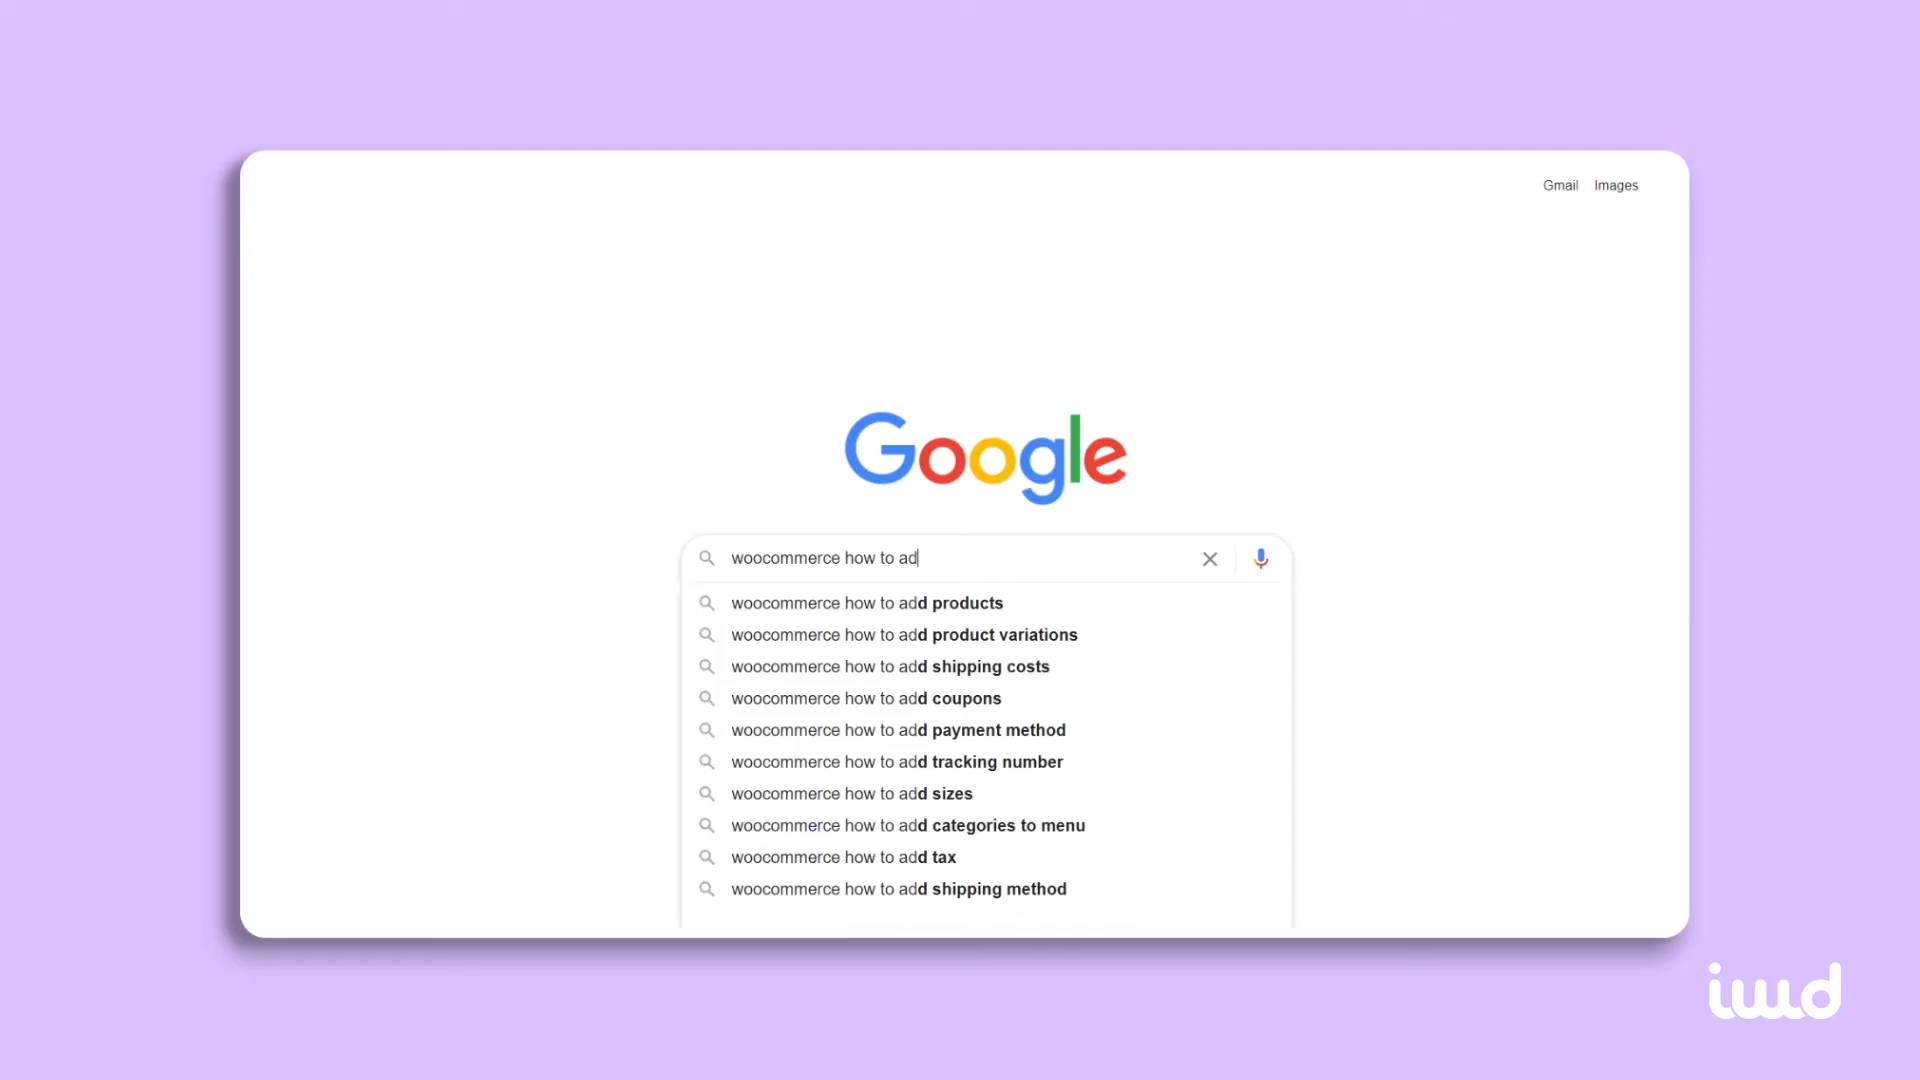 Gmail Images
Google
woocommerce how to ad
woocommerce how to add products
woocommerce how to add product variations
woocommerce how to add shipping costs
woocommerce how to add coupons
woocommerce how to add payment method
woocommerce how to add tracking number
woocommerce how to add sizes
woocommerce how to add categories to menu
woocommerce how to add tax
woocommerce how to add shipping method
iwd